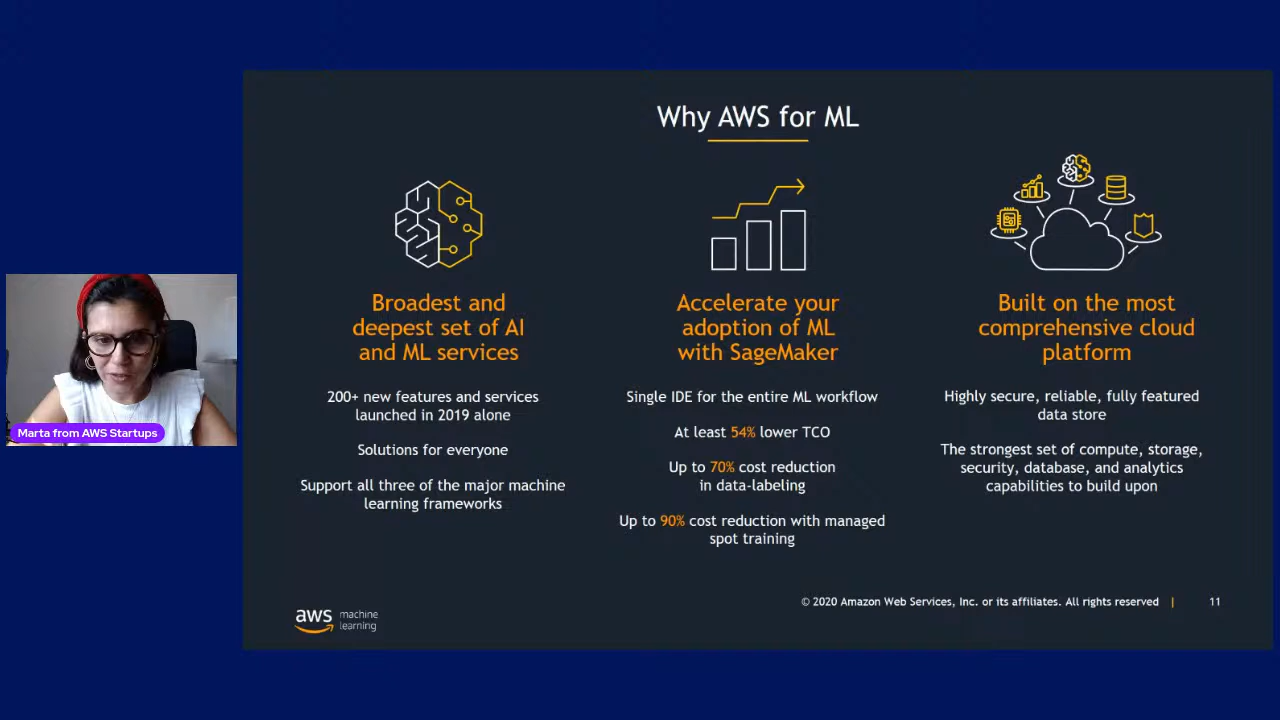 Why AWS for ML
Broadest and
deepest set of AI
and ML services
200+ new features and services
launched in 2019 alone
Solutions for everyone
Support all three of the major machine
learning frameworks
Accelerate your
adoption of ML
with SageMaker
Single IDE for the entire ML workflow
At least 54% lower TCO
Up to 70% cost reduction
in data-labeling
Up to 90% cost reduction with managed
spot training
Built on the most
comprehensive cloud
platform
Highly secure, reliable, fully featured
data store
The strongest set of compute, storage,
security, database, and analytics
capabilities to build upon
Marta from AWS Startups
aws machine
learning
© 2020 Amazon Web Services, Inc. or its affiliates. All rights reserved | 11